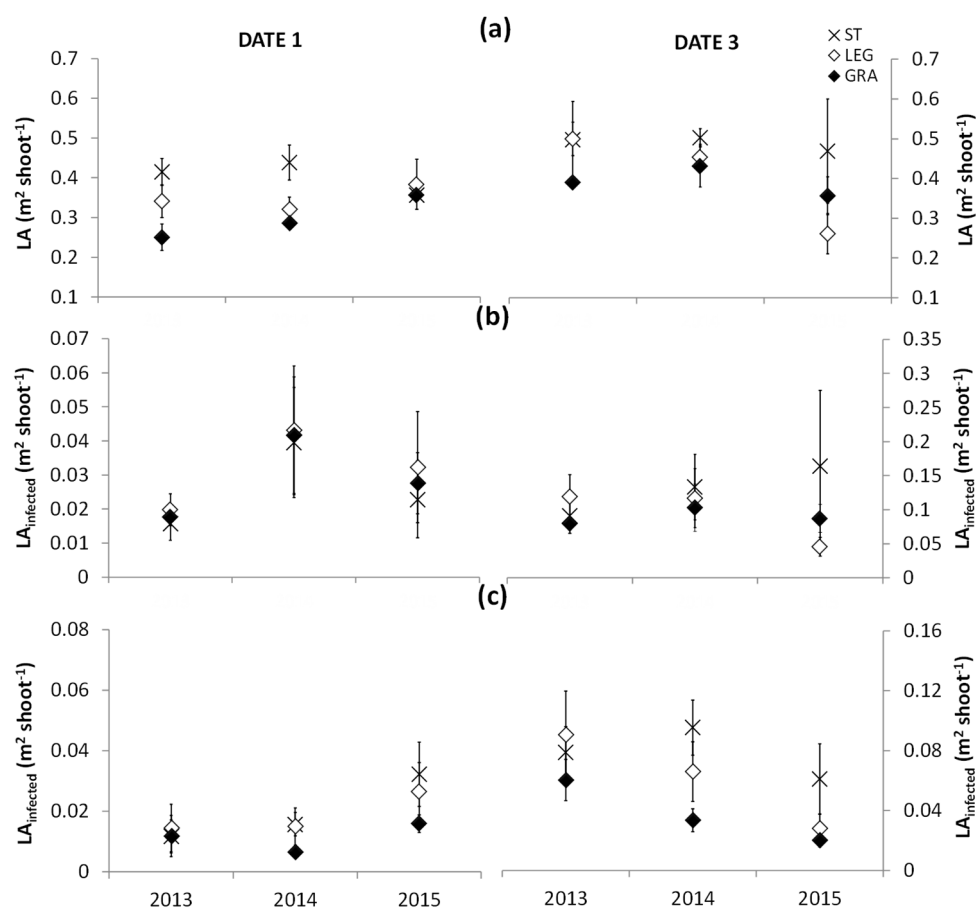 (a)
DATE 1
DATE 3
ST
LEG
GRA
0.7
0.6
0.5
0.4
0.3
0.2
0.1
LA (m² shoot⁻¹)
0.7
0.6
0.5
0.4
0.3
0.2
0.1
LA (m² shoot⁻¹)
(b)
0.07
0.06
0.05
0.04
0.03
0.02
0.01
0
LAinfected (m² shoot⁻¹)
0.35
0.3
0.25
0.2
0.15
0.1
0.05
0
LAinfected (m² shoot⁻¹)
(c)
0.08
0.06
0.04
0.02
0
LAinfected (m² shoot⁻¹)
0.16
0.12
0.08
0.04
0
LAinfected (m² shoot⁻¹)
2013 2014 2015 2013 2014 2015